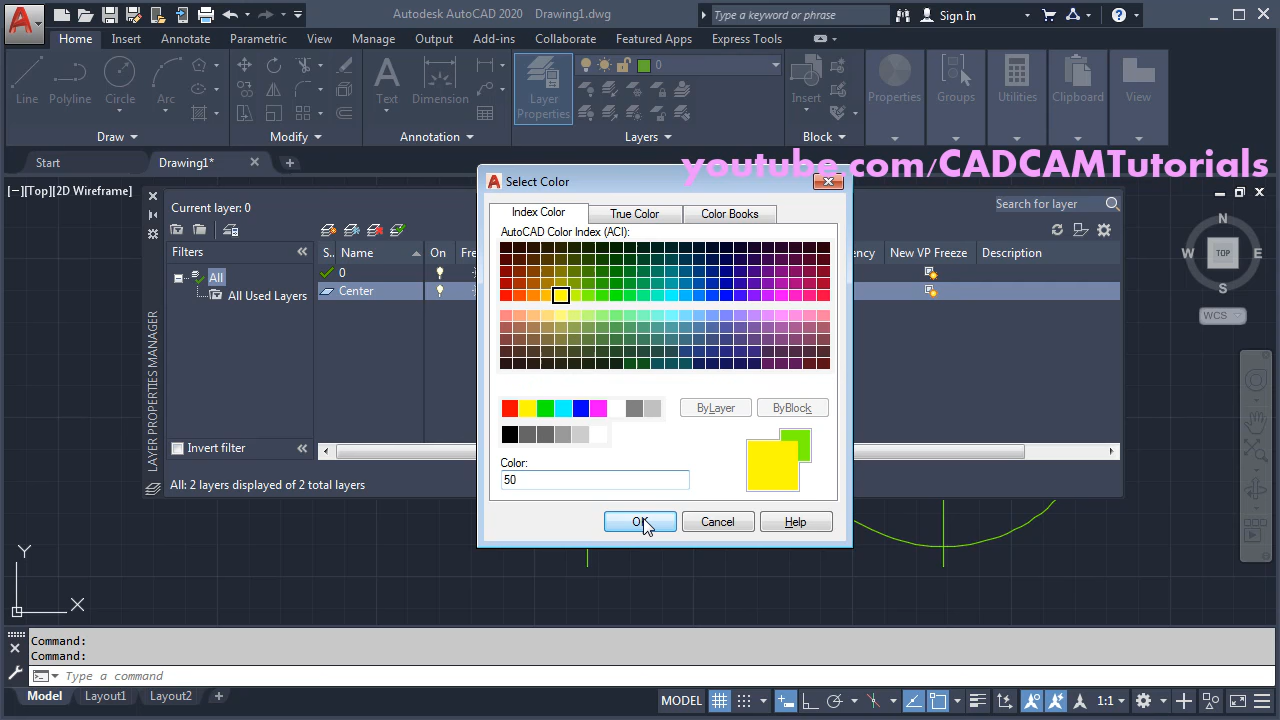 Autodesk AutoCAD 2020 Drawing1.dwg
Type a keyword or phrase
Sign In
Home Insert Annotate Parametric View Manage Output Add-ins Collaborate Featured Apps Express Tools
Line Polyline Circle Arc
Text Dimension
Layer Properties
0
Insert Properties Groups Utilities Clipboard View
Draw Modify Annotation Layers Block
Start Drawing1*
youtube.com/CADCAMTutorials
[−][Top][2D Wireframe]
Current layer: 0
Search for layer
Filters
All
All Used Layers
Invert filter
S.. Name On Fre
0
Center
New VP Freeze Description
LAYER PROPERTIES MANAGER
All: 2 layers displayed of 2 total layers
Select Color
Index Color True Color Color Books
AutoCAD Color Index (ACI):
ByLayer ByBlock
Color:
50
OK Cancel Help
N
W TOP E
S
WCS
Y
X
Command:
Command:
Type a command
Model Layout1 Layout2
MODEL 1:1